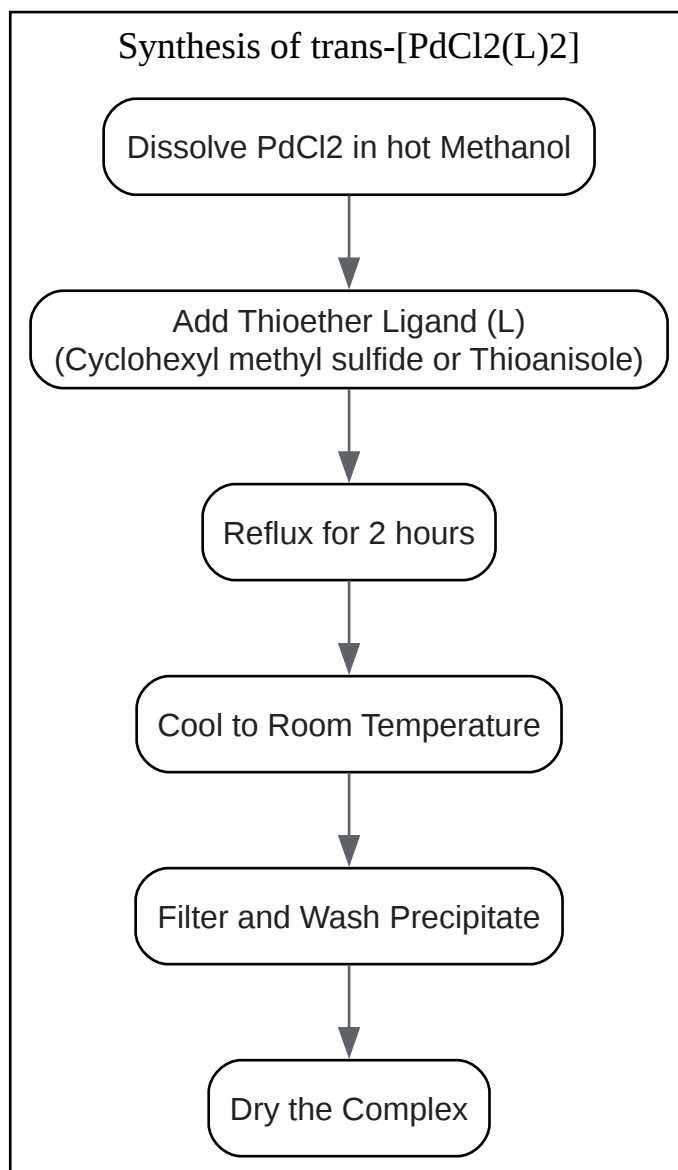 Synthesis of trans-[PdCl2(L)2]
Dissolve PdCl2 in hot Methanol
Add Thioether Ligand (L)
(Cyclohexyl methyl sulfide or Thioanisole)
Reflux for 2 hours
Cool to Room Temperature
Filter and Wash Precipitate
Dry the Complex